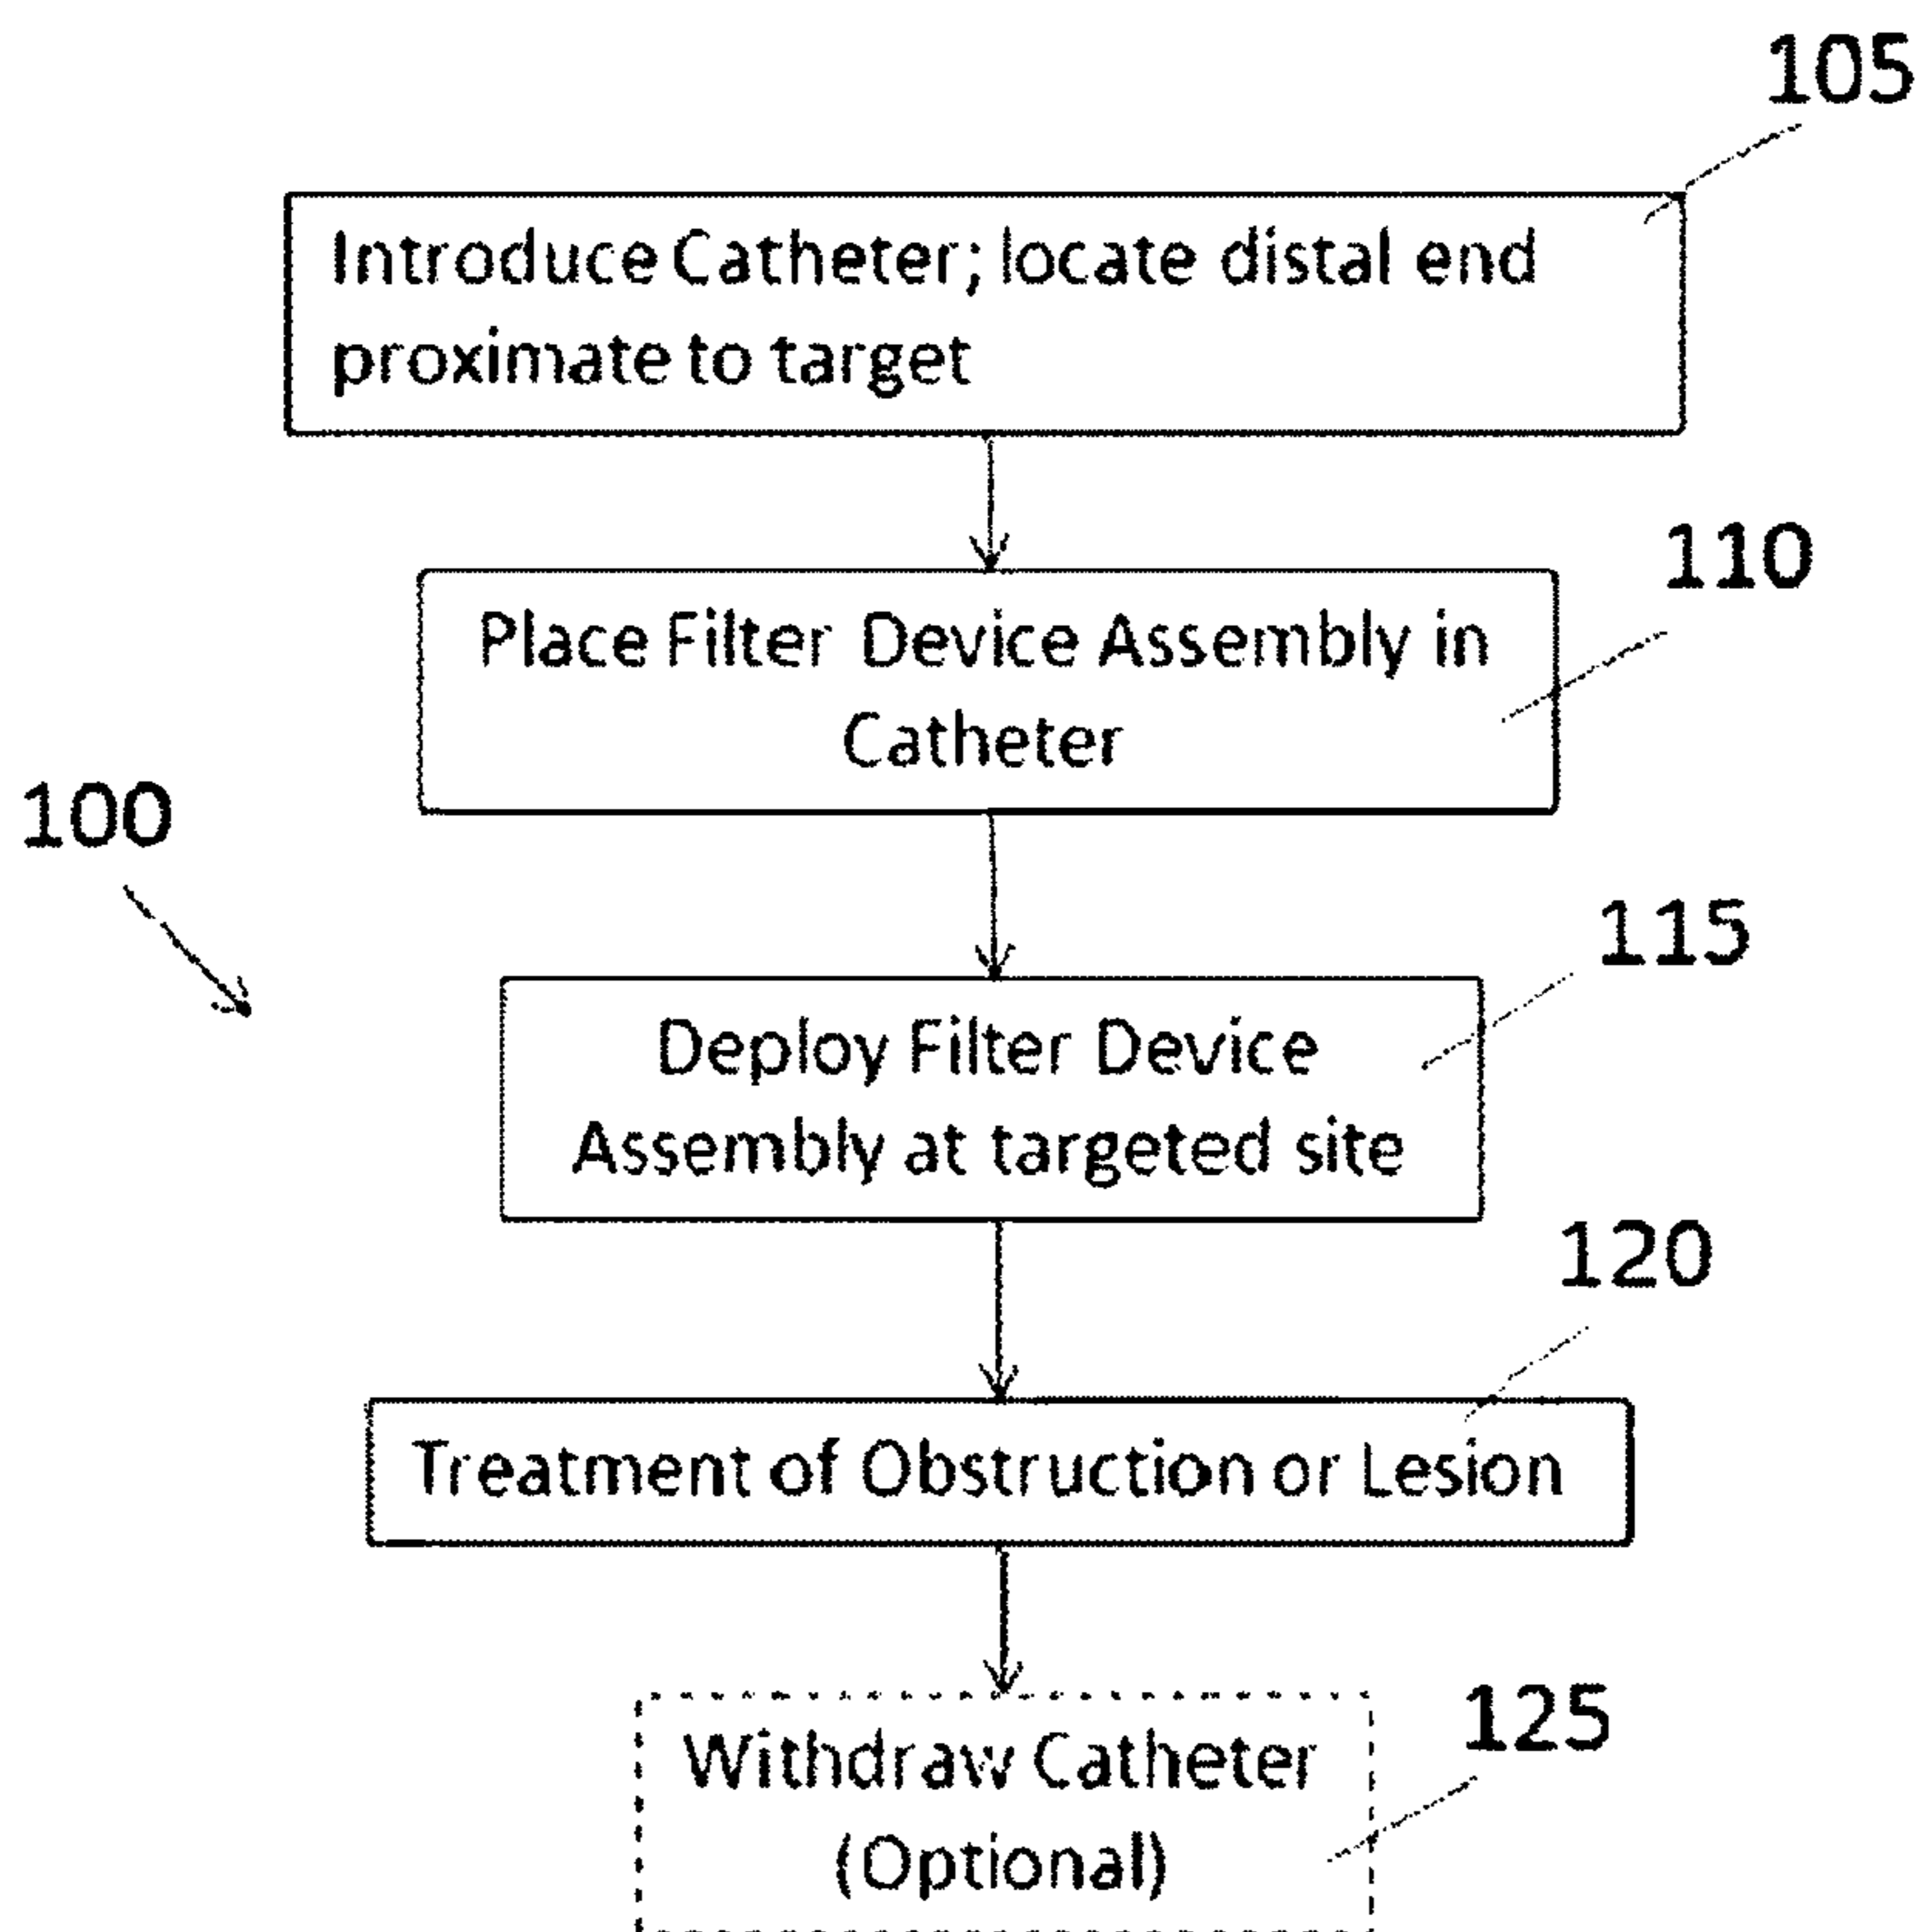 105
Introduce Catheter; locate distal end
proximate to target
110
Place Filter Device Assembly in
Catheter
100
115
Deploy Filter Device
Assembly at targeted site
120
Treatment of Obstruction or Lesion
125
Withdraw Catheter
(Optional)